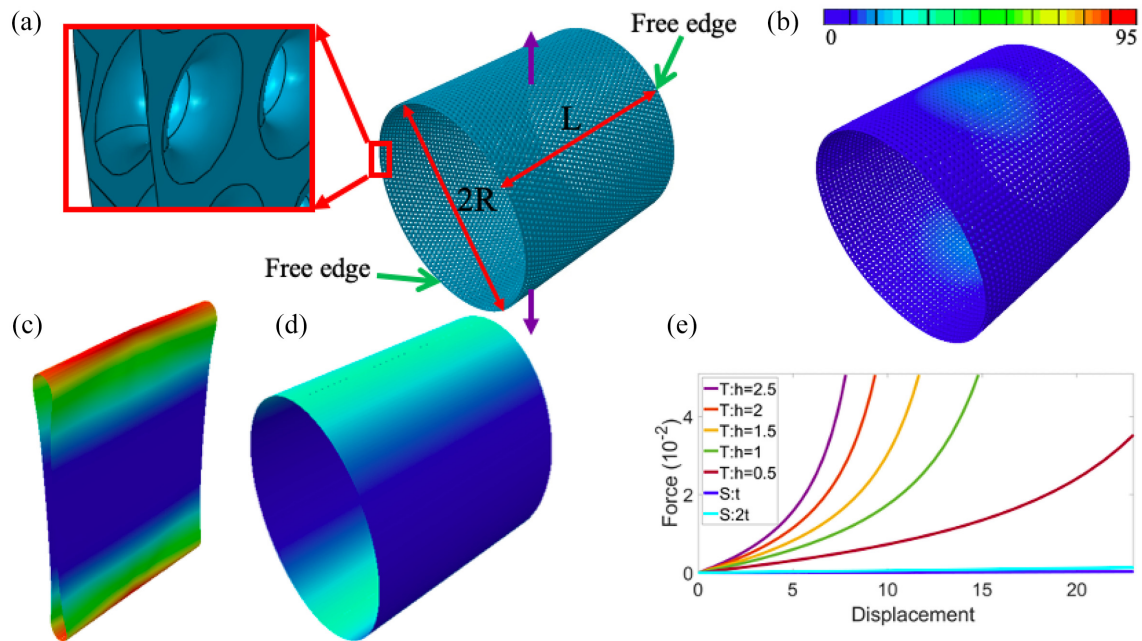 (a)
Free edge
L
2R
Free edge
(b)
0 95
(c)
(d)
(e)
Force (10⁻²)
4
2
0
T:h=2.5
T:h=2
T:h=1.5
T:h=1
T:h=0.5
S:t
S:2t
0 5 10 15 20
Displacement